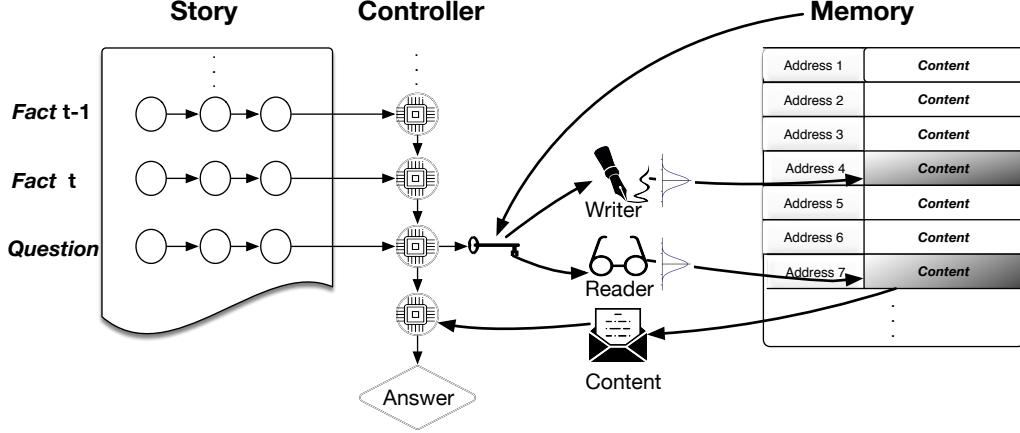 Story
Controller
Memory
Fact t-1
Fact t
Question
Writer
Reader
Content
Answer
Address 1 Content
Address 2 Content
Address 3 Content
Address 4 Content
Address 5 Content
Address 6 Content
Address 7 Content